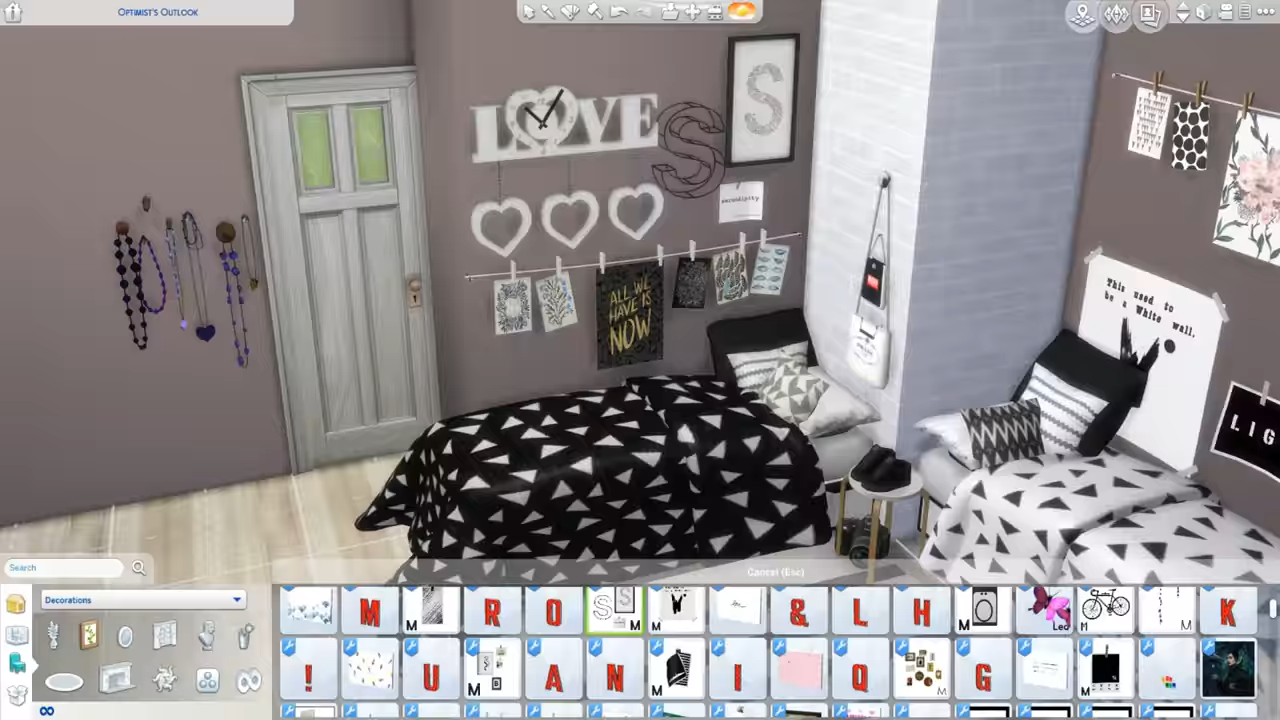 OPTIMIST'S OUTLOOK
LOVE
S
S
serendipity
ALL WE
HAVE IS
NOW
This used to
be a White wall.
LIG
Cancel (Esc)
Search
Decorations
M
M
R
O
S S
M
M
&
L
H
M
Leo
M
M
K
!
U
M
B
A
N
M
I
Q
M
G
M